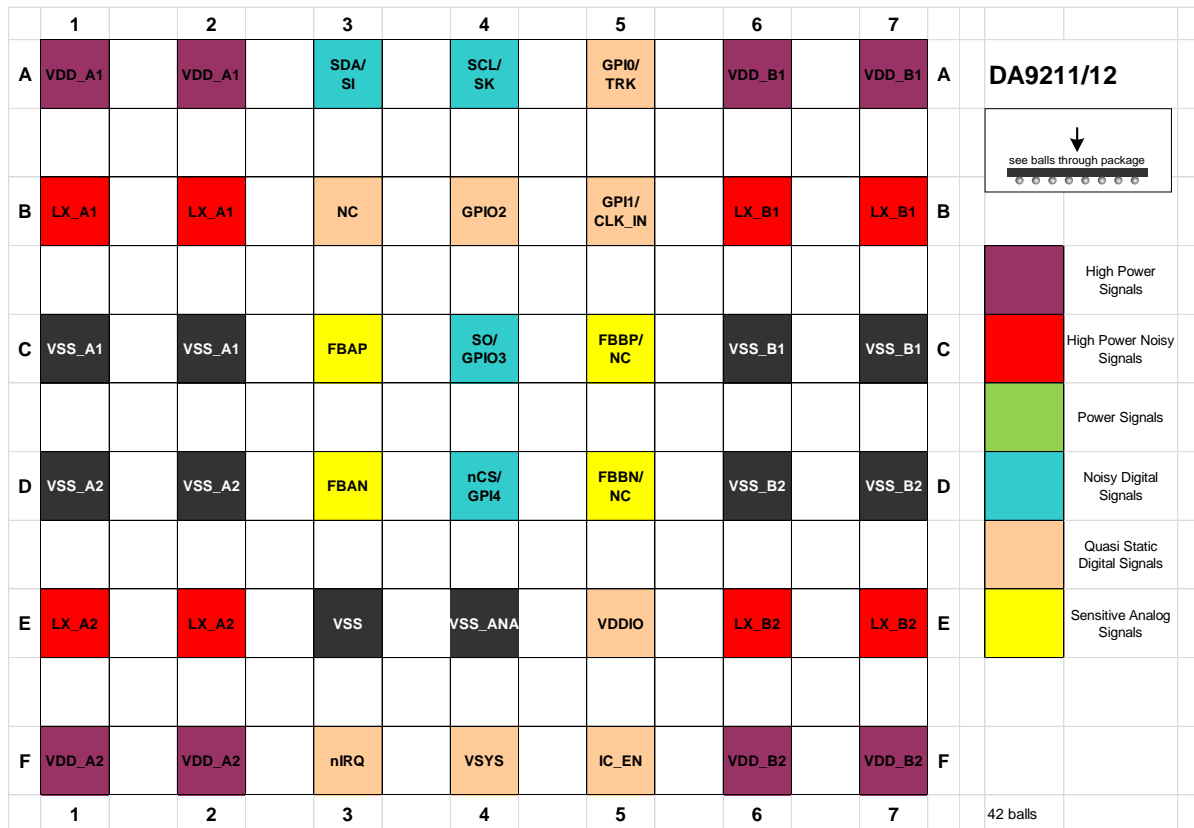 1 2 3 4 5 6 7
A VDD_A1 VDD_A1 SDA/ SCL/ GPI0/ VDD_B1 VDD_B1 A DA9211/12
SI SK TRK
see balls through package
B LX_A1 LX_A1 NC GPIO2 GPI1/ LX_B1 LX_B1 B
CLK_IN
High Power
Signals
C VSS_A1 VSS_A1 FBAP SO/ FBBP/ VSS_B1 VSS_B1 C High Power Noisy
GPIO3 NC Signals
Power Signals
D VSS_A2 VSS_A2 FBAN nCS/ FBBN/ VSS_B2 VSS_B2 D Noisy Digital
GPI4 NC Signals
Quasi Static
Digital Signals
E LX_A2 LX_A2 VSS VSS_ANA VDDIO LX_B2 LX_B2 E Sensitive Analog
Signals
F VDD_A2 VDD_A2 nIRQ VSYS IC_EN VDD_B2 VDD_B2 F
1 2 3 4 5 6 7 42 balls